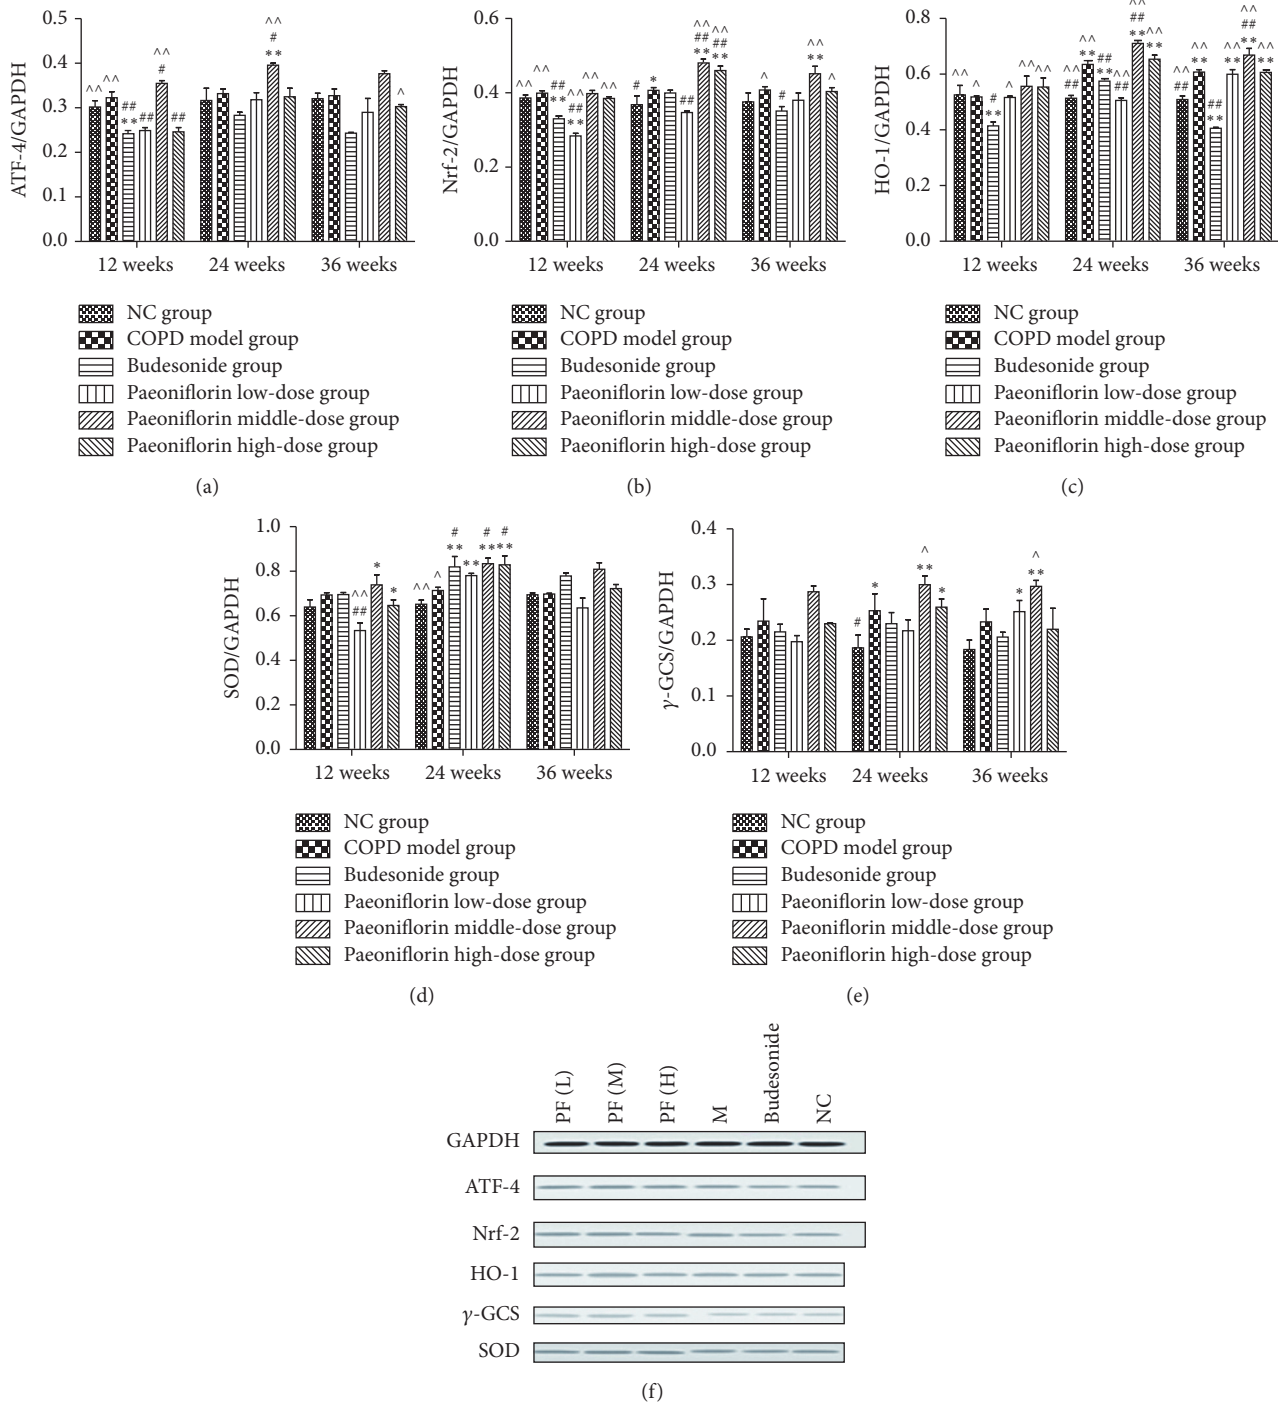 ^^
^^ ^^ ^^ ^^
^^ ^^ ^^ ## ##
^^ # ^^ ^^ ^^
0.5 0.6 0.8 ** **
^^ ## ## ^^ ## ** ^^ ^^ ^^
# ** ** ** ** ** ** **
0.4 ^^ ^^ ## ^^ * ^ ^^ ^ ^^ ^ ^ ^^ ## ^^ ^^
^^ ^^ ## ** ^^ ^^ # ## # 0.6 # ## ** ## ## ##
## ## ## ^ 0.4 ## ** **
0.3 ** ** 0.4
0.2 0.2
0.1 0.2
0.0 0.0 0.0
ATF-4/GAPDH
Nrf-2/GAPDH
HO-1/GAPDH
12 weeks 24 weeks 36 weeks
12 weeks 24 weeks 36 weeks
12 weeks 24 weeks 36 weeks
NC group
COPD model group
Budesonide group
Paeoniflorin low-dose group
Paeoniflorin middle-dose group
Paeoniflorin high-dose group
(a)
NC group
COPD model group
Budesonide group
Paeoniflorin low-dose group
Paeoniflorin middle-dose group
Paeoniflorin high-dose group
(b)
NC group
COPD model group
Budesonide group
Paeoniflorin low-dose group
Paeoniflorin middle-dose group
Paeoniflorin high-dose group
(c)
1.0
0.8
0.6
0.4
0.2
0.0
SOD/GAPDH
# # #
** ** **
* ^^ ^ **
^^ *
##
12 weeks 24 weeks 36 weeks
NC group
COPD model group
Budesonide group
Paeoniflorin low-dose group
Paeoniflorin middle-dose group
Paeoniflorin high-dose group
(d)
0.4
0.3
0.2
0.1
0.0
γ-GCS/GAPDH
^ ^
** **
* * *
#
12 weeks 24 weeks 36 weeks
NC group
COPD model group
Budesonide group
Paeoniflorin low-dose group
Paeoniflorin middle-dose group
Paeoniflorin high-dose group
(e)
PF (L)
PF (M)
PF (H)
M
Budesonide
NC
GAPDH
ATF-4
Nrf-2
HO-1
γ-GCS
SOD
(f)